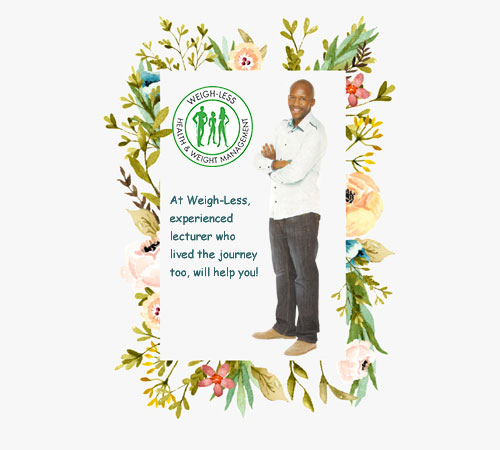 WEIGH-LESS
HEALTH & WEIGHT MANAGEMENT
At Weigh-Less,
experienced
lecturer who
lived the journey
too, will help you!